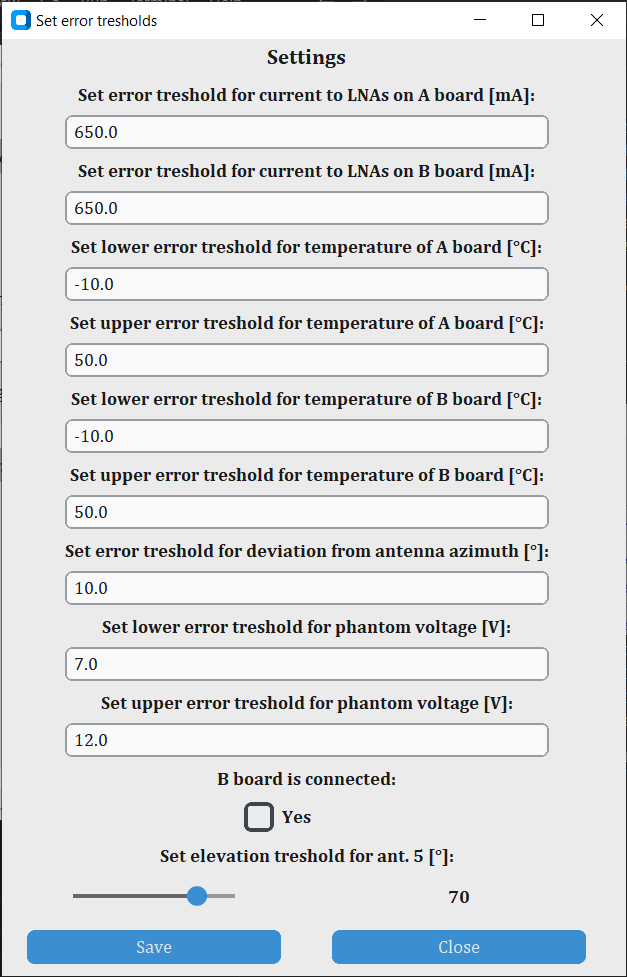 Set error tresholds
Settings
Set error treshold for current to LNAs on A board [mA]:
650.0
Set error treshold for current to LNAs on B board [mA]:
650.0
Set lower error treshold for temperature of A board [°C]:
-10.0
Set upper error treshold for temperature of A board [°C]:
50.0
Set lower error treshold for temperature of B board [°C]:
-10.0
Set upper error treshold for temperature of B board [°C]:
50.0
Set error treshold for deviation from antenna azimuth [°]:
10.0
Set lower error treshold for phantom voltage [V]:
7.0
Set upper error treshold for phantom voltage [V]:
12.0
B board is connected:
Yes
Set elevation treshold for ant. 5 [°]:
70
Save Close